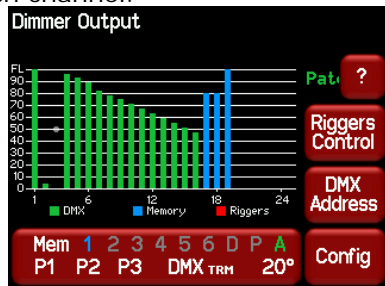 Dimmer Output
FL
90
80
70
60
50
40
30
20
10
0
1 6 12 18 24
DMX Memory Riggers
Pat
?
Riggers
Control
DMX
Address
Config
Mem 1 2 3 4 5 6 D P A
P1 P2 P3 DMX TRM 20°